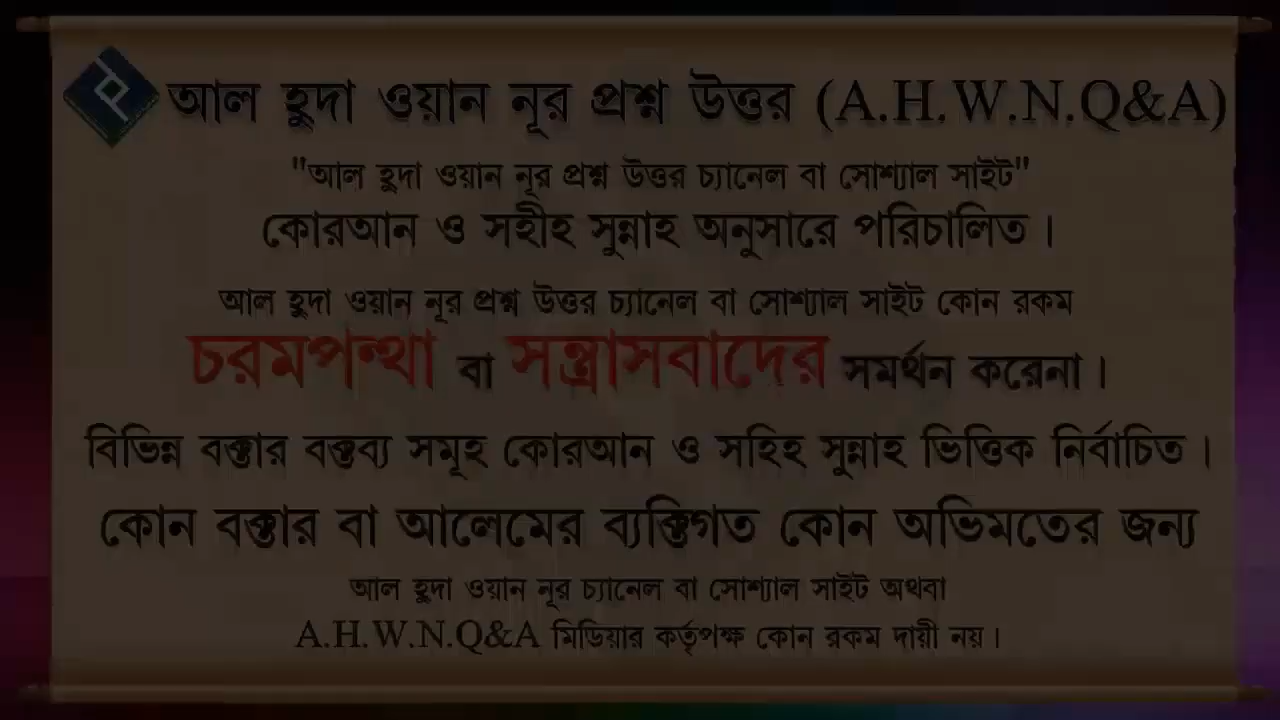 আল হুদা ওয়ান নূর প্রশ্ন উত্তর (A.H.W.N.Q&A)
"আল হুদা ওয়ান নূর প্রশ্ন উত্তর চ্যানেল বা সোশ্যাল সাইট"
কোরআন ও সহীহ সুন্নাহ অনুসারে পরিচালিত।
আল হুদা ওয়ান নূর প্রশ্ন উত্তর চ্যানেল বা সোশ্যাল সাইট কোন রকম
চরমপন্থা বা সন্ত্রাসবাদের সমর্থন করেনা।
বিভিন্ন বক্তার বক্তব্য সমূহ কোরআন ও সহিহ সুন্নাহ ভিত্তিক নির্বাচিত।
কোন বক্তার বা আলেমের ব্যক্তিগত কোন অভিমতের জন্য
আল হুদা ওয়ান নূর চ্যানেল বা সোশ্যাল সাইট অথবা
A.H.W.N.Q&A মিডিয়ার কর্তৃপক্ষ কোন রকম দায়ী নয়।